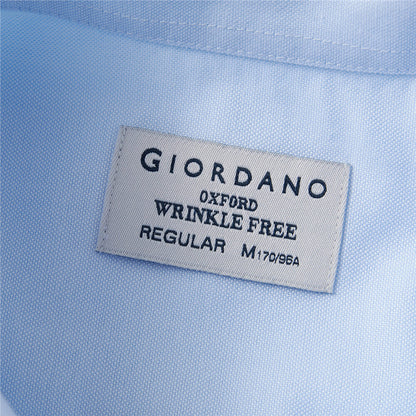 GIORDANO
OXFORD
WRINKLE FREE
REGULAR M170/96A